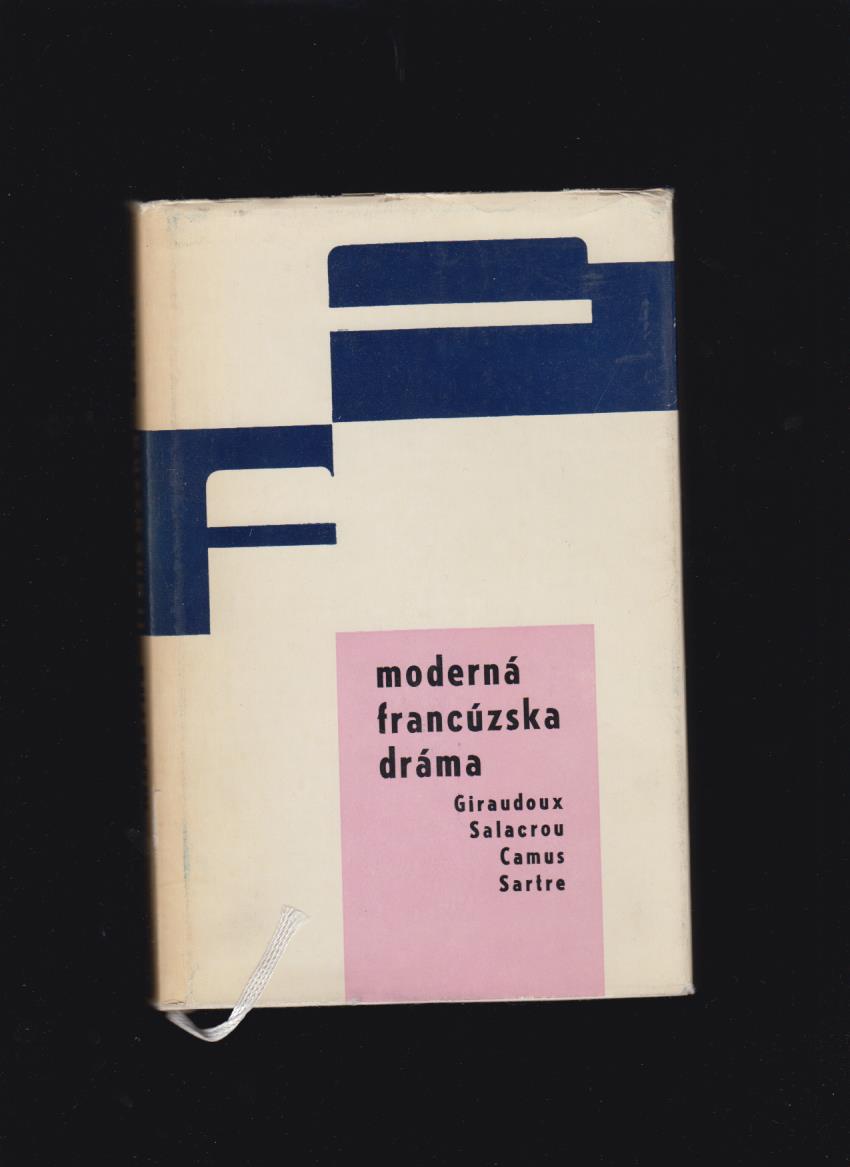 F
moderná
francúzska
dráma
Giraudoux
Salacrou
Camus
Sartre